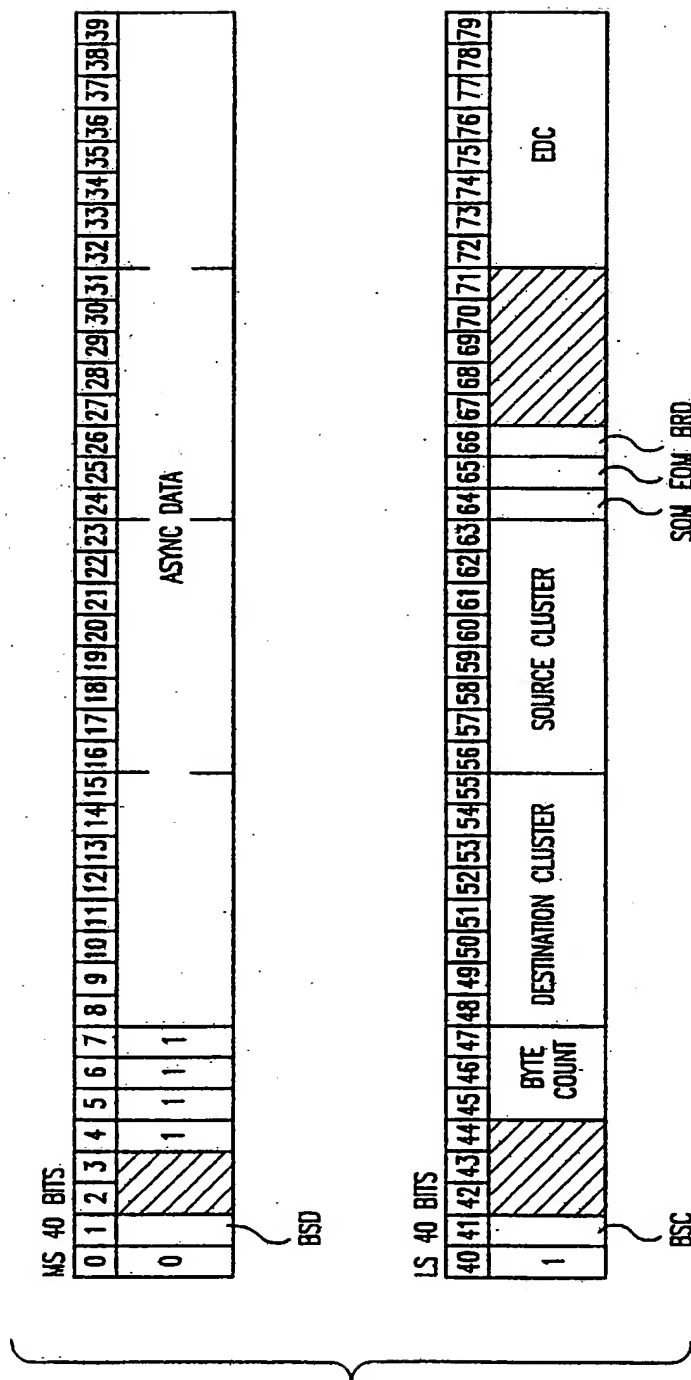 MS 40 BITS
0 1 2 3 4 5 6 7 8 9 10 11 12 13 14 15 16 17 18 19 20 21 22 23 24 25 26 27 28 29 30 31 32 33 34 35 36 37 38 39
0 1 1 1 1 ASYNC DATA
BSD
LS 40 BITS
40 41 42 43 44 45 46 47 48 49 50 51 52 53 54 55 56 57 58 59 60 61 62 63 64 65 66 67 68 69 70 71 72 73 74 75 76 77 78 79
1 BYTE COUNT DESTINATION CLUSTER SOURCE CLUSTER EDC
BSC SOM EOM BRD